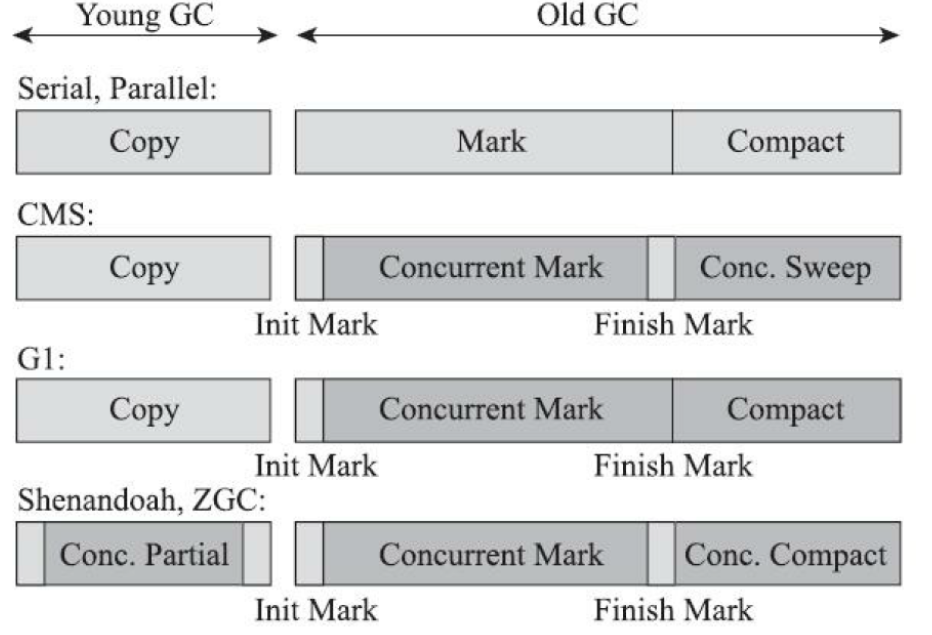 Young GC Old GC
Serial, Parallel:
Copy Mark Compact
CMS:
Copy Concurrent Mark Conc. Sweep
Init Mark Finish Mark
G1:
Copy Concurrent Mark Compact
Init Mark Finish Mark
Shenandoah, ZGC:
Conc. Partial Concurrent Mark Conc. Compact
Init Mark Finish Mark